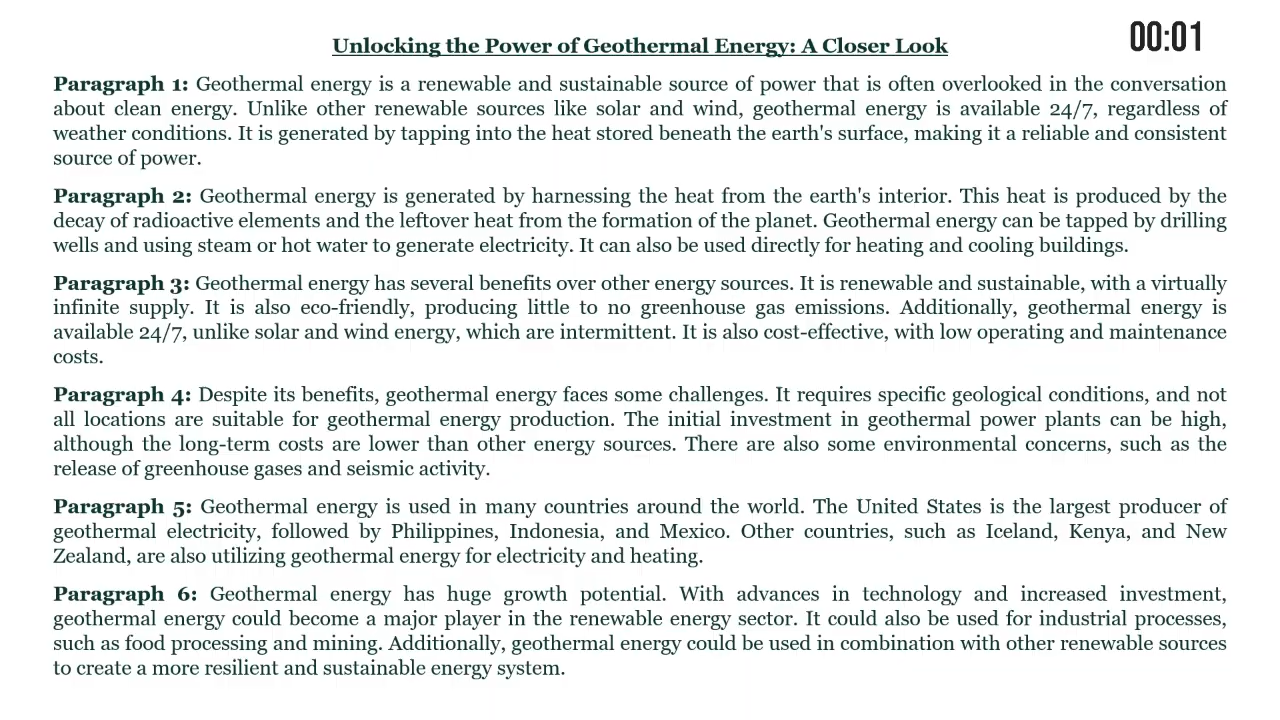 Unlocking the Power of Geothermal Energy: A Closer Look
00:01
Paragraph 1: Geothermal energy is a renewable and sustainable source of power that is often overlooked in the conversation
about clean energy. Unlike other renewable sources like solar and wind, geothermal energy is available 24/7, regardless of
weather conditions. It is generated by tapping into the heat stored beneath the earth's surface, making it a reliable and consistent
source of power.
Paragraph 2: Geothermal energy is generated by harnessing the heat from the earth's interior. This heat is produced by the
decay of radioactive elements and the leftover heat from the formation of the planet. Geothermal energy can be tapped by drilling
wells and using steam or hot water to generate electricity. It can also be used directly for heating and cooling buildings.
Paragraph 3: Geothermal energy has several benefits over other energy sources. It is renewable and sustainable, with a virtually
infinite supply. It is also eco-friendly, producing little to no greenhouse gas emissions. Additionally, geothermal energy is
available 24/7, unlike solar and wind energy, which are intermittent. It is also cost-effective, with low operating and maintenance
costs.
Paragraph 4: Despite its benefits, geothermal energy faces some challenges. It requires specific geological conditions, and not
all locations are suitable for geothermal energy production. The initial investment in geothermal power plants can be high,
although the long-term costs are lower than other energy sources. There are also some environmental concerns, such as the
release of greenhouse gases and seismic activity.
Paragraph 5: Geothermal energy is used in many countries around the world. The United States is the largest producer of
geothermal electricity, followed by Philippines, Indonesia, and Mexico. Other countries, such as Iceland, Kenya, and New
Zealand, are also utilizing geothermal energy for electricity and heating.
Paragraph 6: Geothermal energy has huge growth potential. With advances in technology and increased investment,
geothermal energy could become a major player in the renewable energy sector. It could also be used for industrial processes,
such as food processing and mining. Additionally, geothermal energy could be used in combination with other renewable sources
to create a more resilient and sustainable energy system.